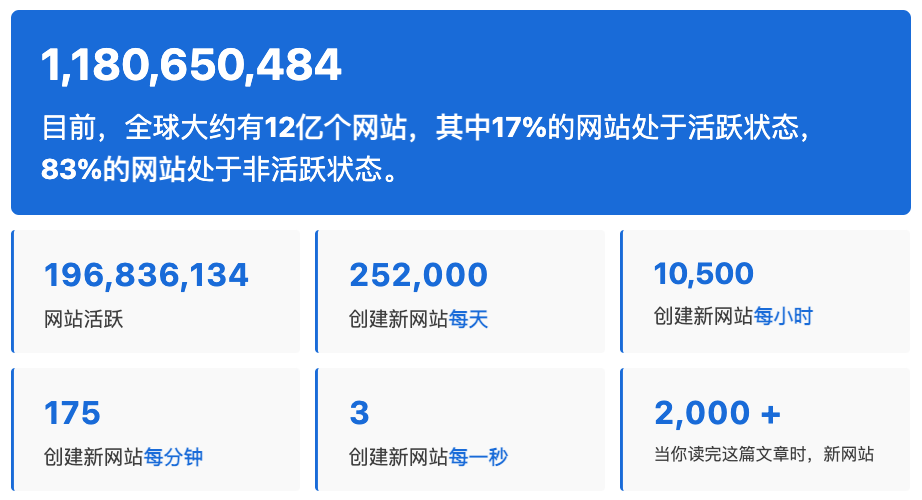 1,180,650,484
目前，全球大约有12亿个网站，其中17%的网站处于活跃状态，
83%的网站处于非活跃状态。
196,836,134
网站活跃
252,000
创建新网站每天
10,500
创建新网站每小时
175
创建新网站每分钟
3
创建新网站每一秒
2,000 +
当你读完这篇文章时，新网站